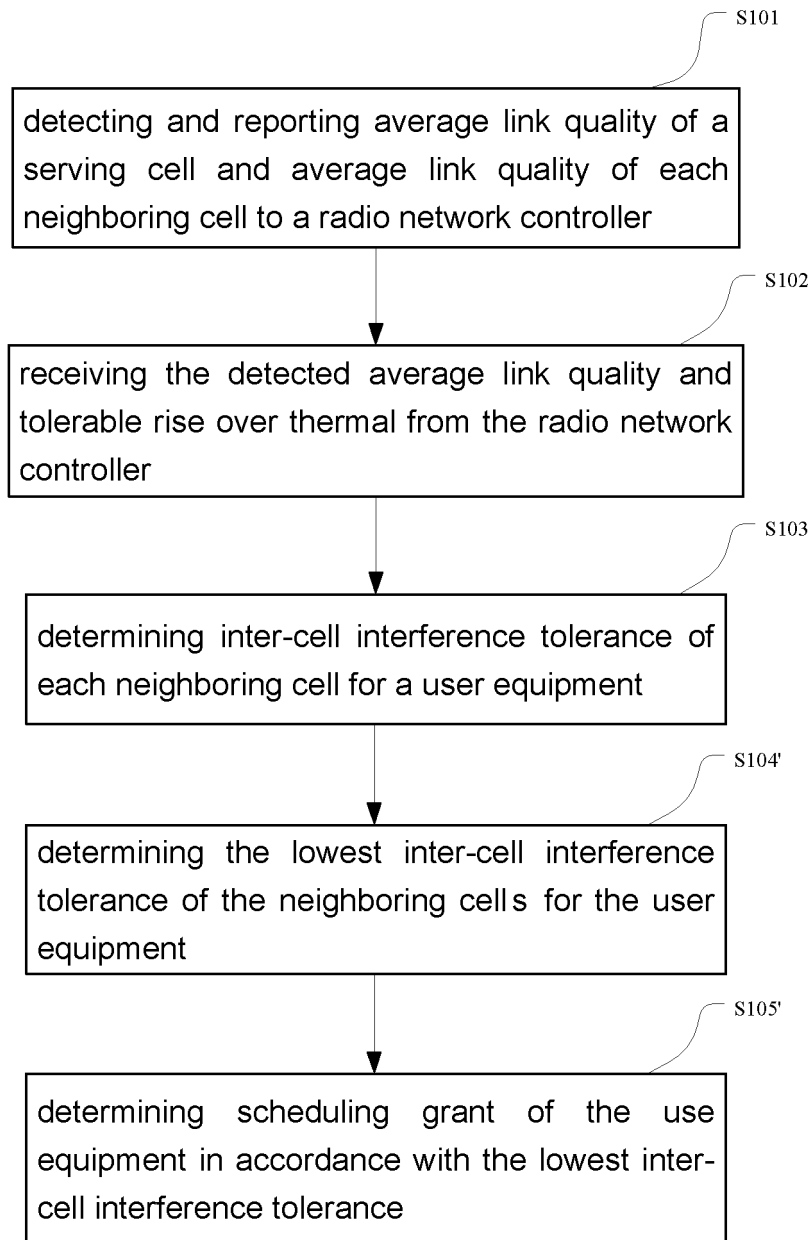 S101
detecting and reporting average link quality of a
serving cell and average link quality of each
neighboring cell to a radio network controller
S102
receiving the detected average link quality and
tolerable rise over thermal from the radio network
controller
S103
determining inter-cell interference tolerance of
each neighboring cell for a user equipment
S104'
determining the lowest inter-cell interference
tolerance of the neighboring cells for the user
equipment
S105'
determining scheduling grant of the use
equipment in accordance with the lowest inter-
cell interference tolerance